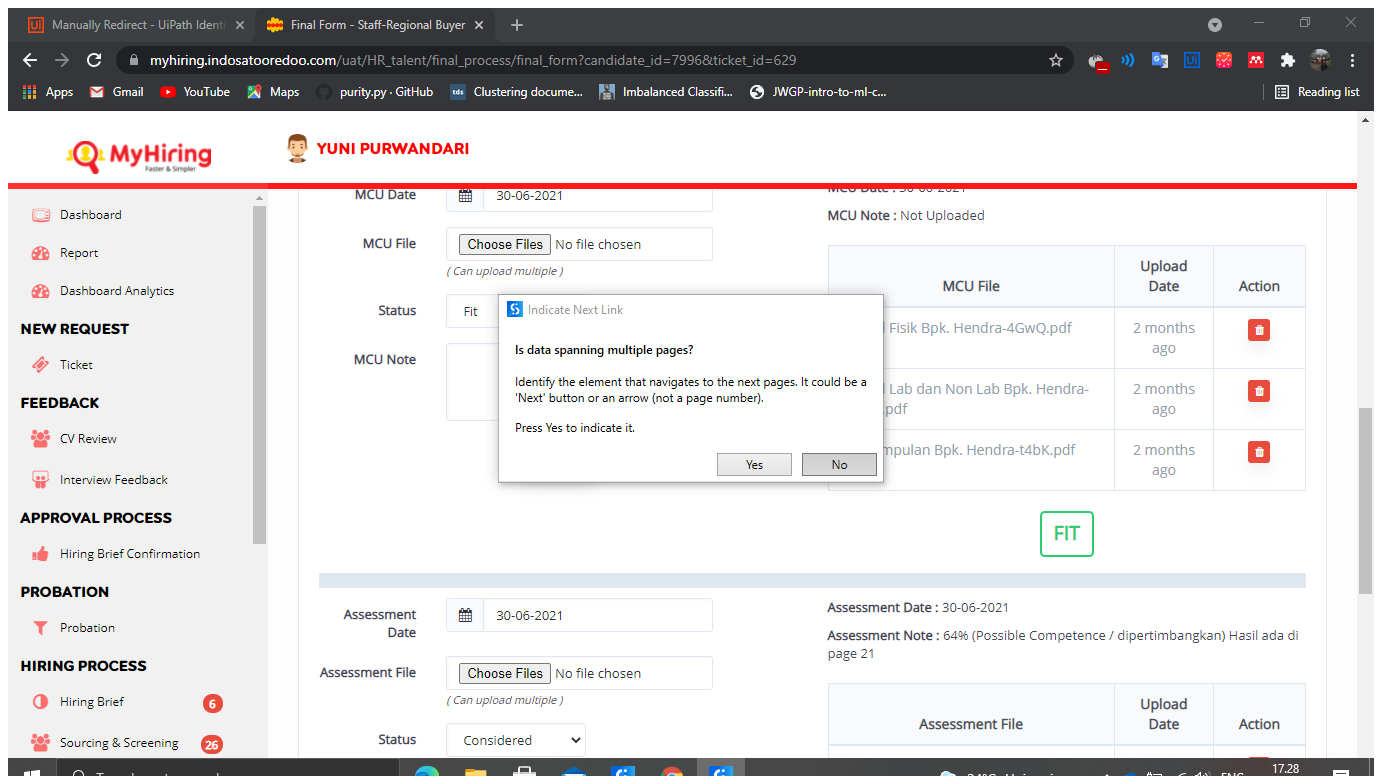 Manually Redirect - UiPath Identi
Final Form - Staff-Regional Buyer
myhiring.indosatooredoo.com/uat/HR_talent/final_process/final_form?candidate_id=7996&ticket_id=629
Apps
Gmail
YouTube
Maps
purity.py · GitHub
Clustering docume...
Imbalanced Classifi...
JWGP-intro-to-ml-c...
Reading list
MyHiring
Faster & Simpler
YUNI PURWANDARI
Dashboard
Report
Dashboard Analytics
NEW REQUEST
Ticket
FEEDBACK
CV Review
Interview Feedback
APPROVAL PROCESS
Hiring Brief Confirmation
PROBATION
Probation
HIRING PROCESS
Hiring Brief 6
Sourcing & Screening 26
MCU Date 30-06-2021
MCU File Choose Files No file chosen
( Can upload multiple )
Status Fit
MCU Note
MCU Date : 30-06-2021
MCU Note : Not Uploaded
MCU File
Upload
Date
Action
Fisik Bpk. Hendra-4GwQ.pdf
2 months
ago
Lab dan Non Lab Bpk. Hendra-
.pdf
2 months
ago
mpulan Bpk. Hendra-t4bK.pdf
2 months
ago
FIT
Indicate Next Link
Is data spanning multiple pages?
Identify the element that navigates to the next pages. It could be a
'Next' button or an arrow (not a page number).
Press Yes to indicate it.
Yes
No
Assessment
Date
30-06-2021
Assessment File Choose Files No file chosen
( Can upload multiple )
Status Considered
Assessment Date : 30-06-2021
Assessment Note : 64% (Possible Competence / dipertimbangkan) Hasil ada di
page 21
Assessment File
Upload
Date
Action
17.28